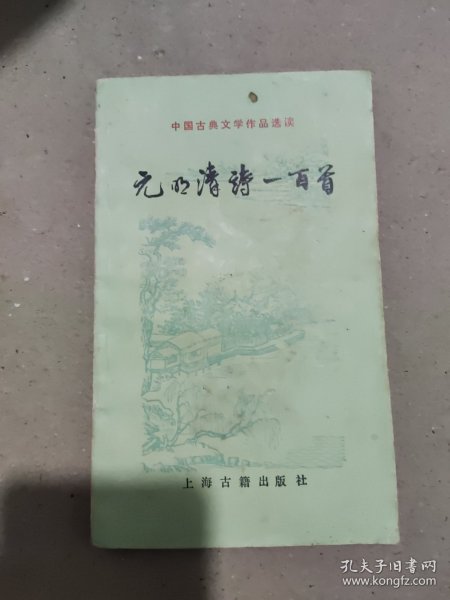 中国古典文学作品选读
元明清诗一百首
上海古籍出版社
孔夫子旧书网
www.kongfz.com